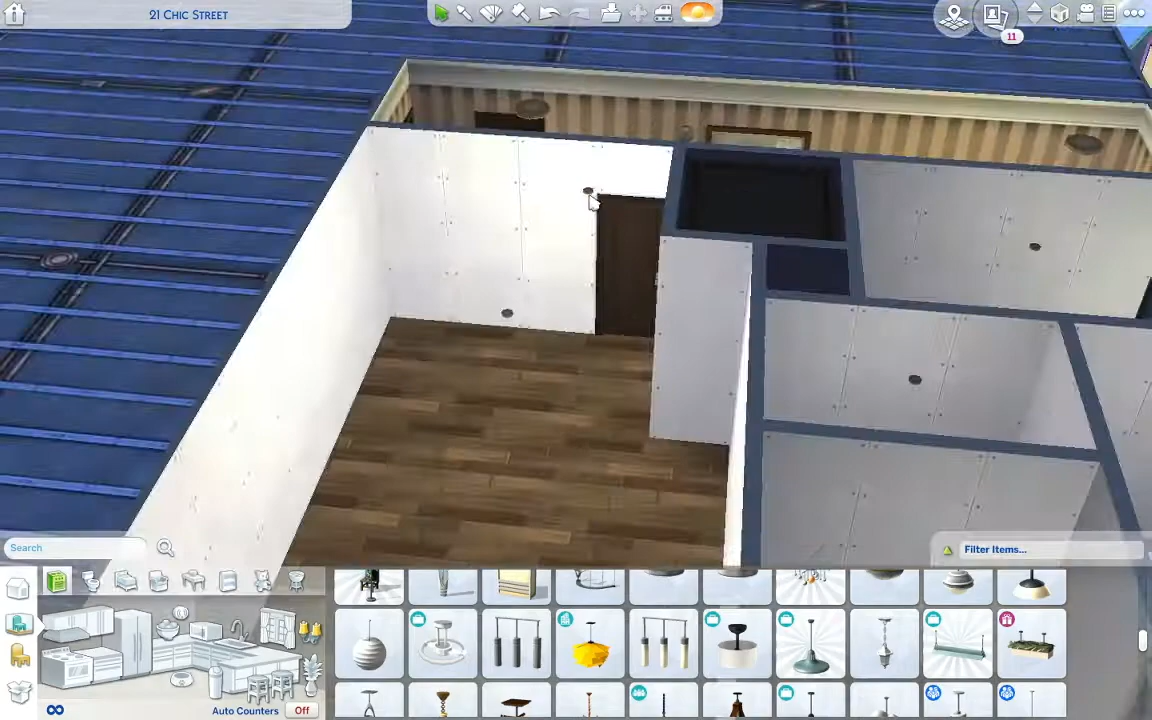 21 CHIC STREET
11
Search
Filter Items...
Auto Counters
Off